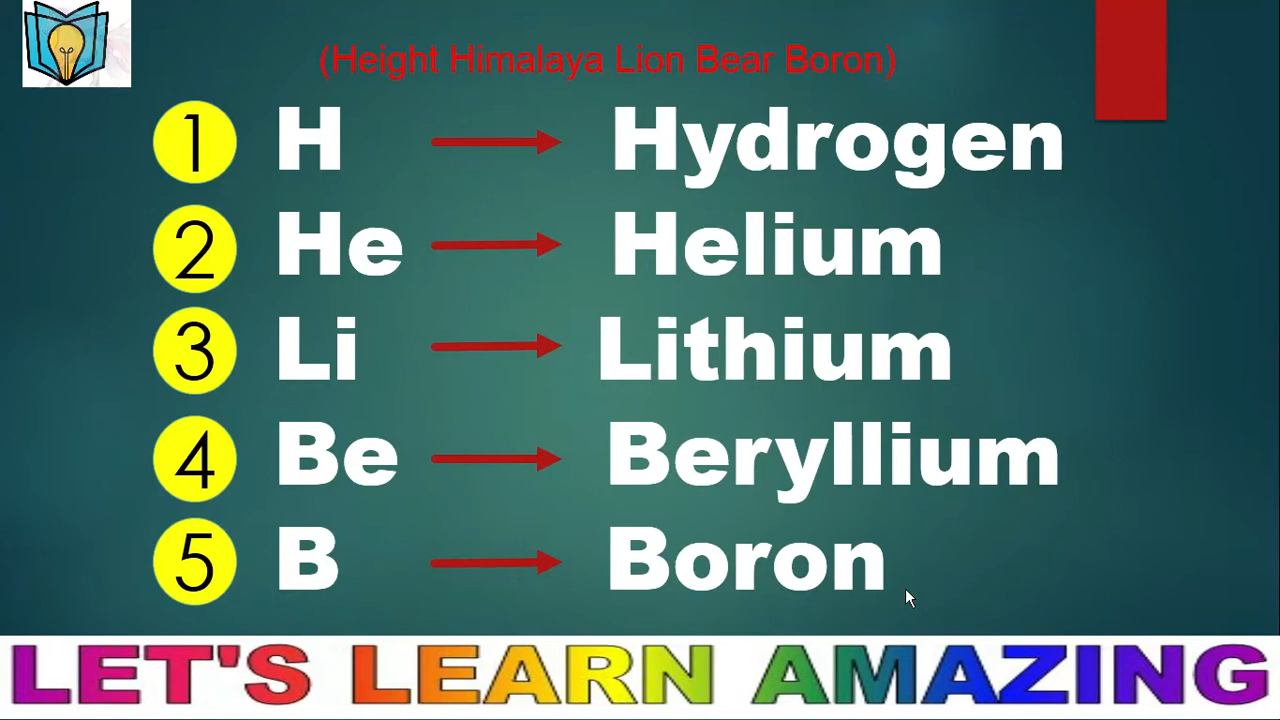 (Height Himalaya Lion Bear Boron)
1 H Hydrogen
2 He Helium
3 Li Lithium
4 Be Beryllium
5 B Boron
LET'S LEARN AMAZING